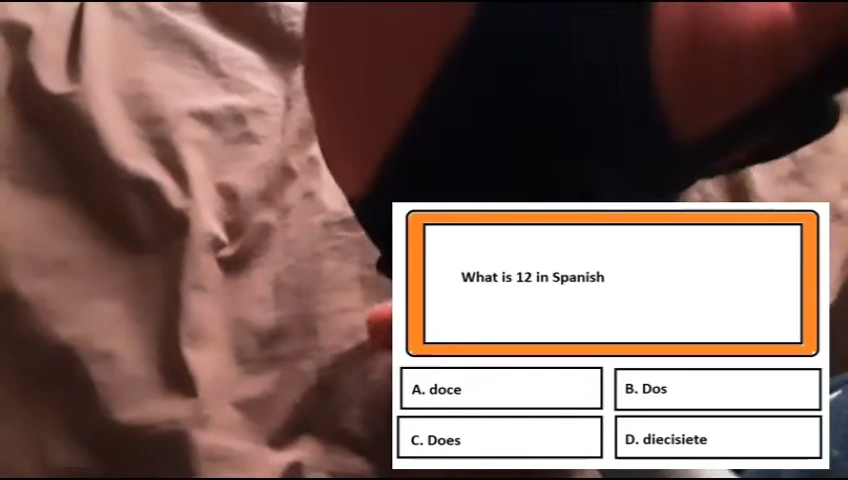 What is 12 in Spanish
A. doce
B. Dos
C. Does
D. diecisiete